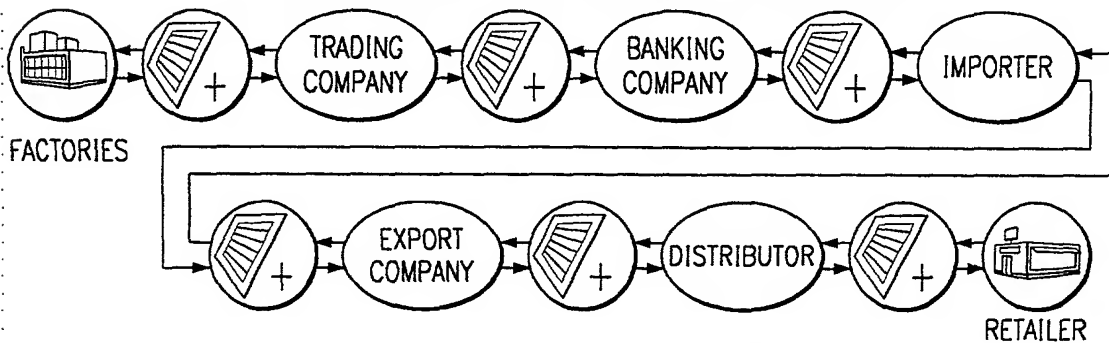 TRADING
COMPANY
BANKING
COMPANY
IMPORTER
FACTORIES
EXPORT
COMPANY
DISTRIBUTOR
RETAILER